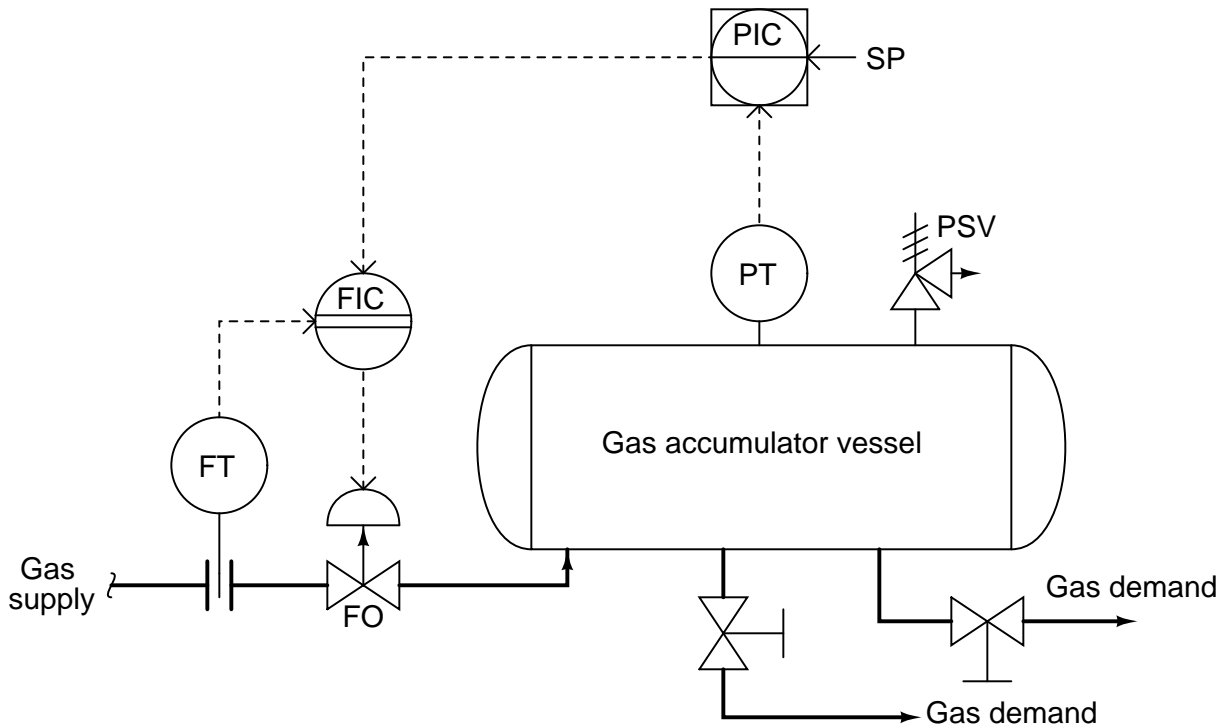 PIC
SP
PSV
PT
FIC
Gas accumulator vessel
FT
Gas
supply
FO
Gas demand
Gas demand